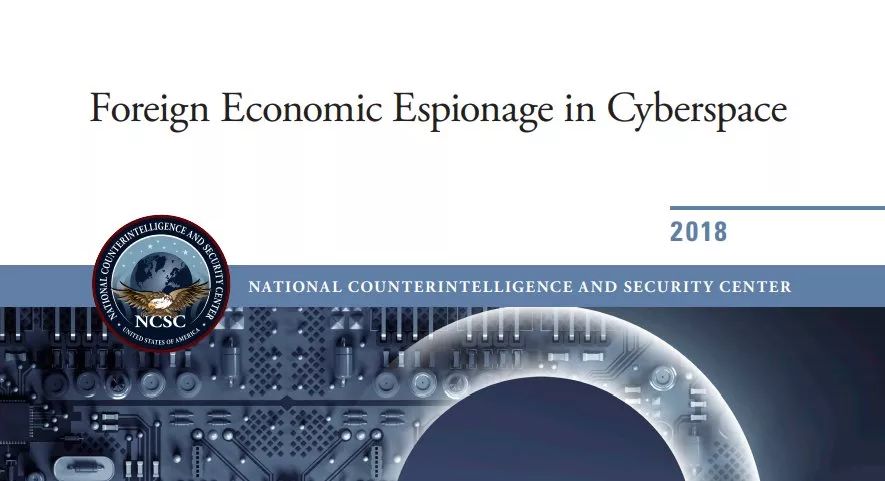 Foreign Economic Espionage in Cyberspace
2018
NATIONAL COUNTERINTELLIGENCE AND SECURITY CENTER
NATIONAL COUNTERINTELLIGENCE AND SECURITY CENTER
NCSC
UNITED STATES OF AMERICA